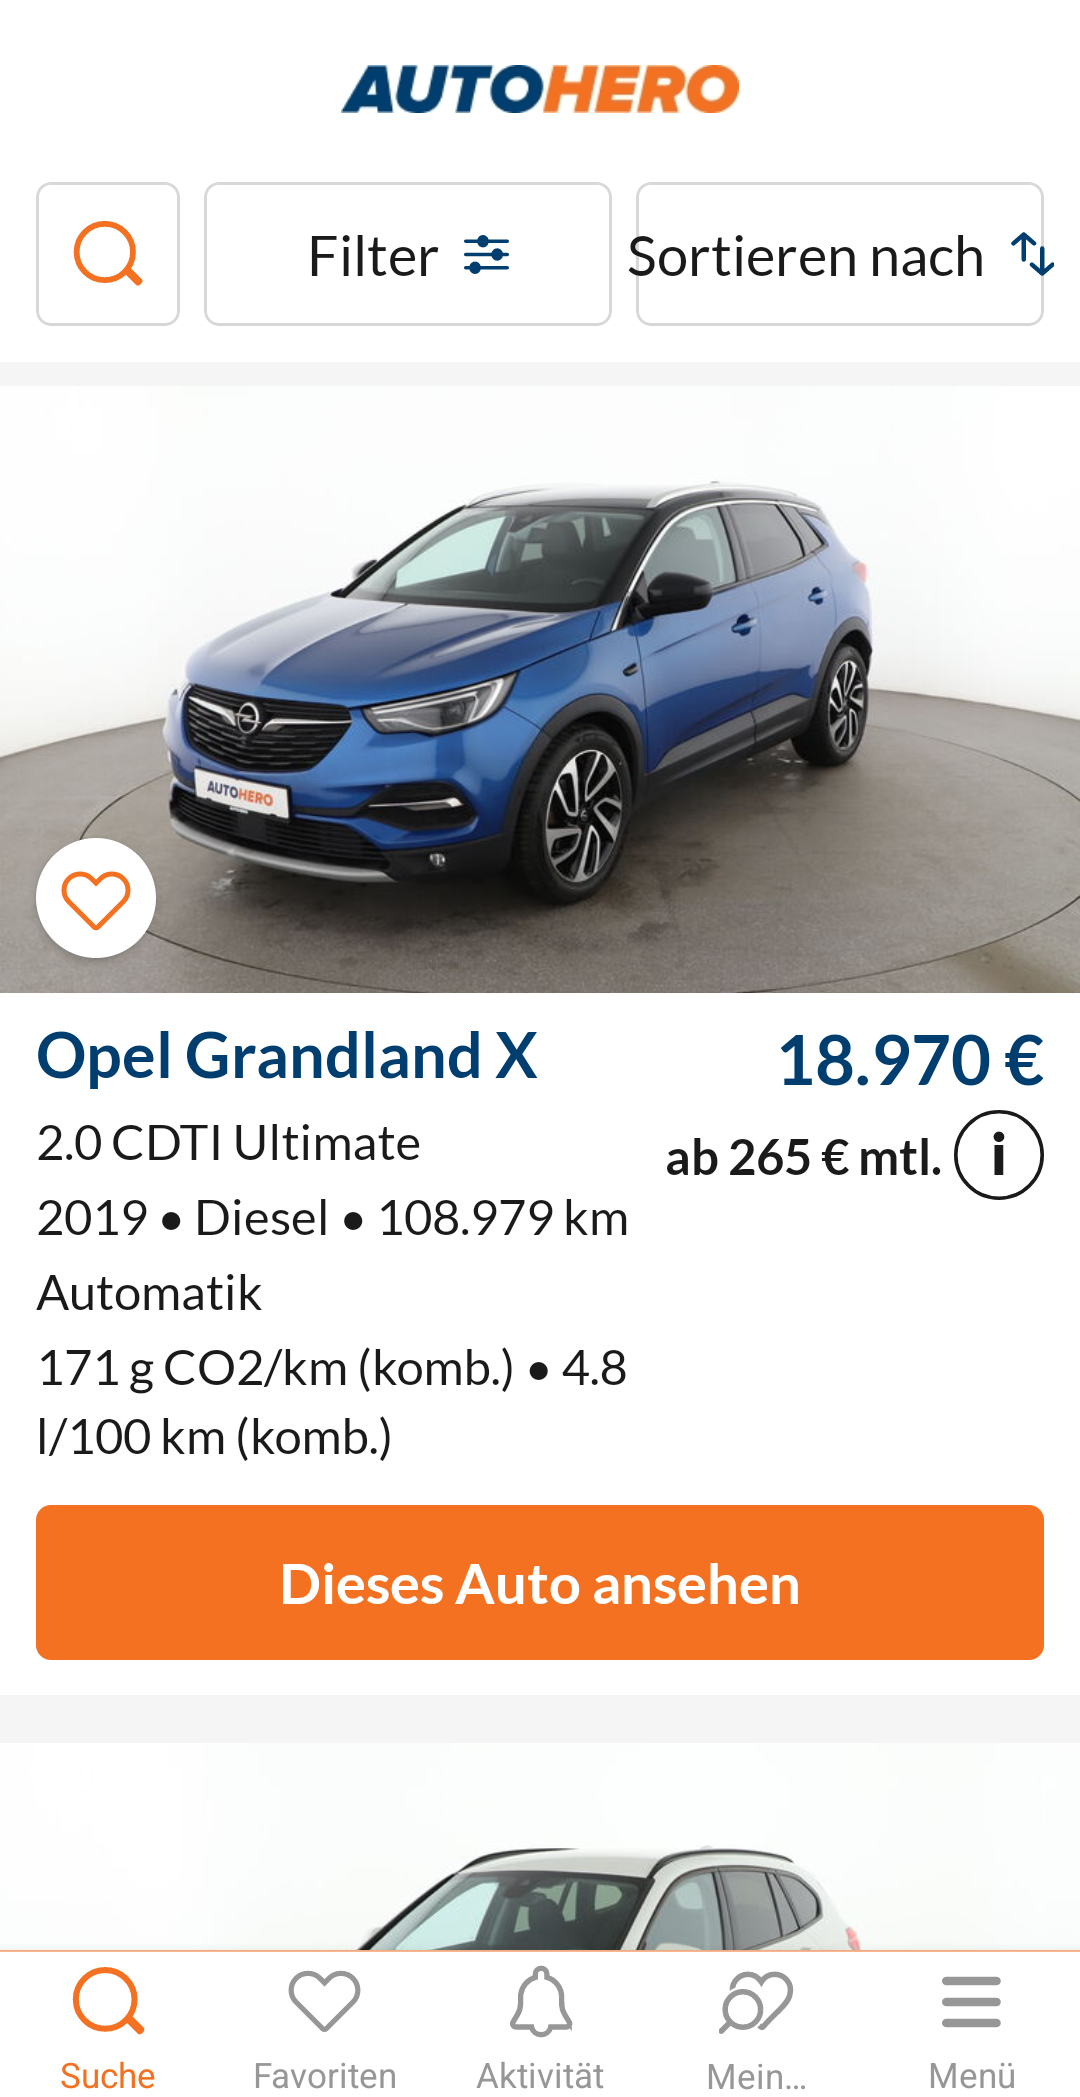 AUTOHERO
Filter
Sortieren nach
AUTOHERO
Opel Grandland X
18.970 €
2.0 CDTI Ultimate
ab 265 € mtl.
i
2019 • Diesel • 108.979 km
Automatik
171 g CO2/km (komb.) • 4.8
l/100 km (komb.)
Dieses Auto ansehen
Suche
Favoriten
Aktivität
Mein…
Menü